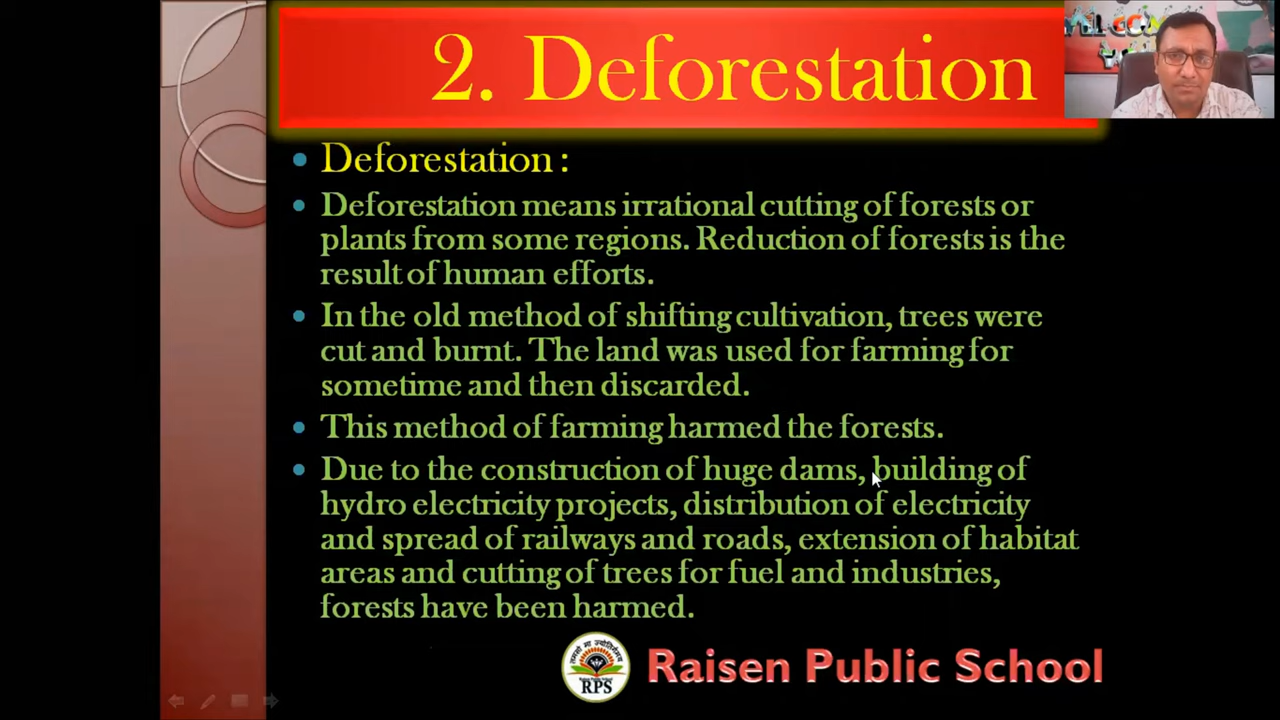 2. Deforestation
Deforestation :
Deforestation means irrational cutting of forests or
plants from some regions. Reduction of forests is the
result of human efforts.
In the old method of shifting cultivation, trees were
cut and burnt. The land was used for farming for
sometime and then discarded.
This method of farming harmed the forests.
Due to the construction of huge dams, building of
hydro electricity projects, distribution of electricity
and spread of railways and roads, extension of habitat
areas and cutting of trees for fuel and industries,
forests have been harmed.
तमसो मा ज्योतिर्गमय
RPS
Raisen Public School